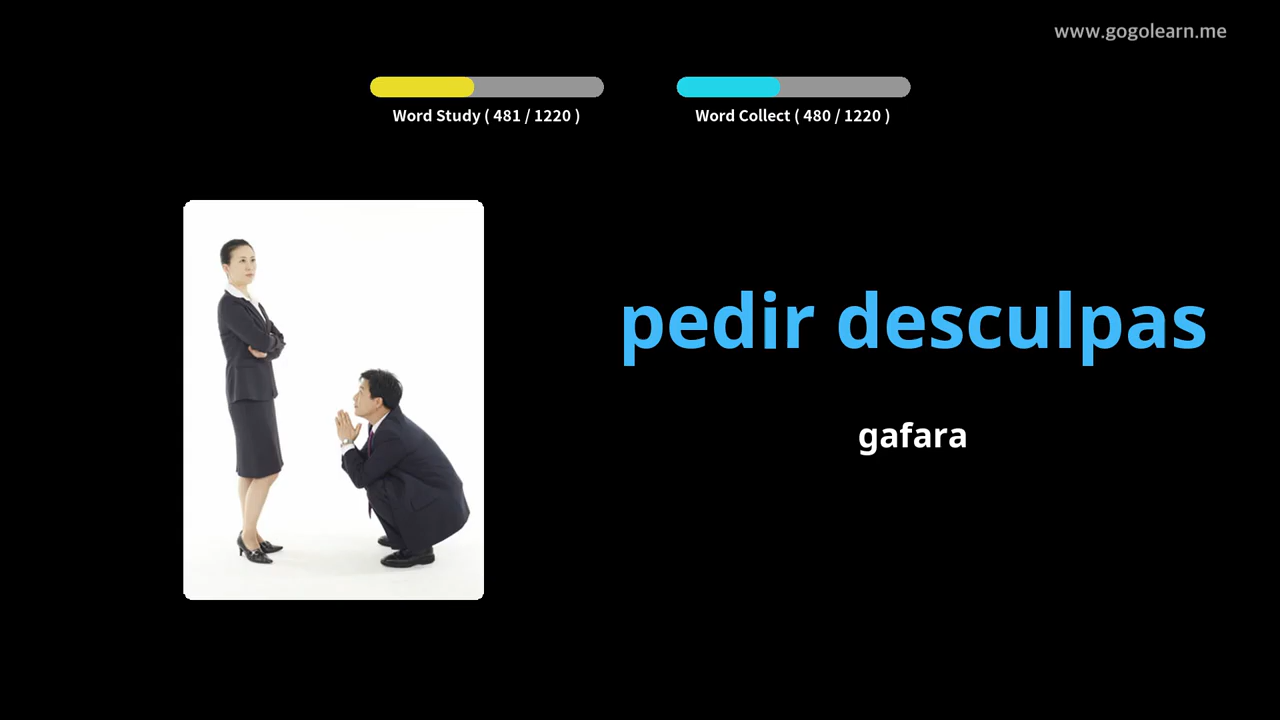 www.gogolearn.me
Word Study ( 481 / 1220 )
Word Collect ( 480 / 1220 )
pedir desculpas
gafara